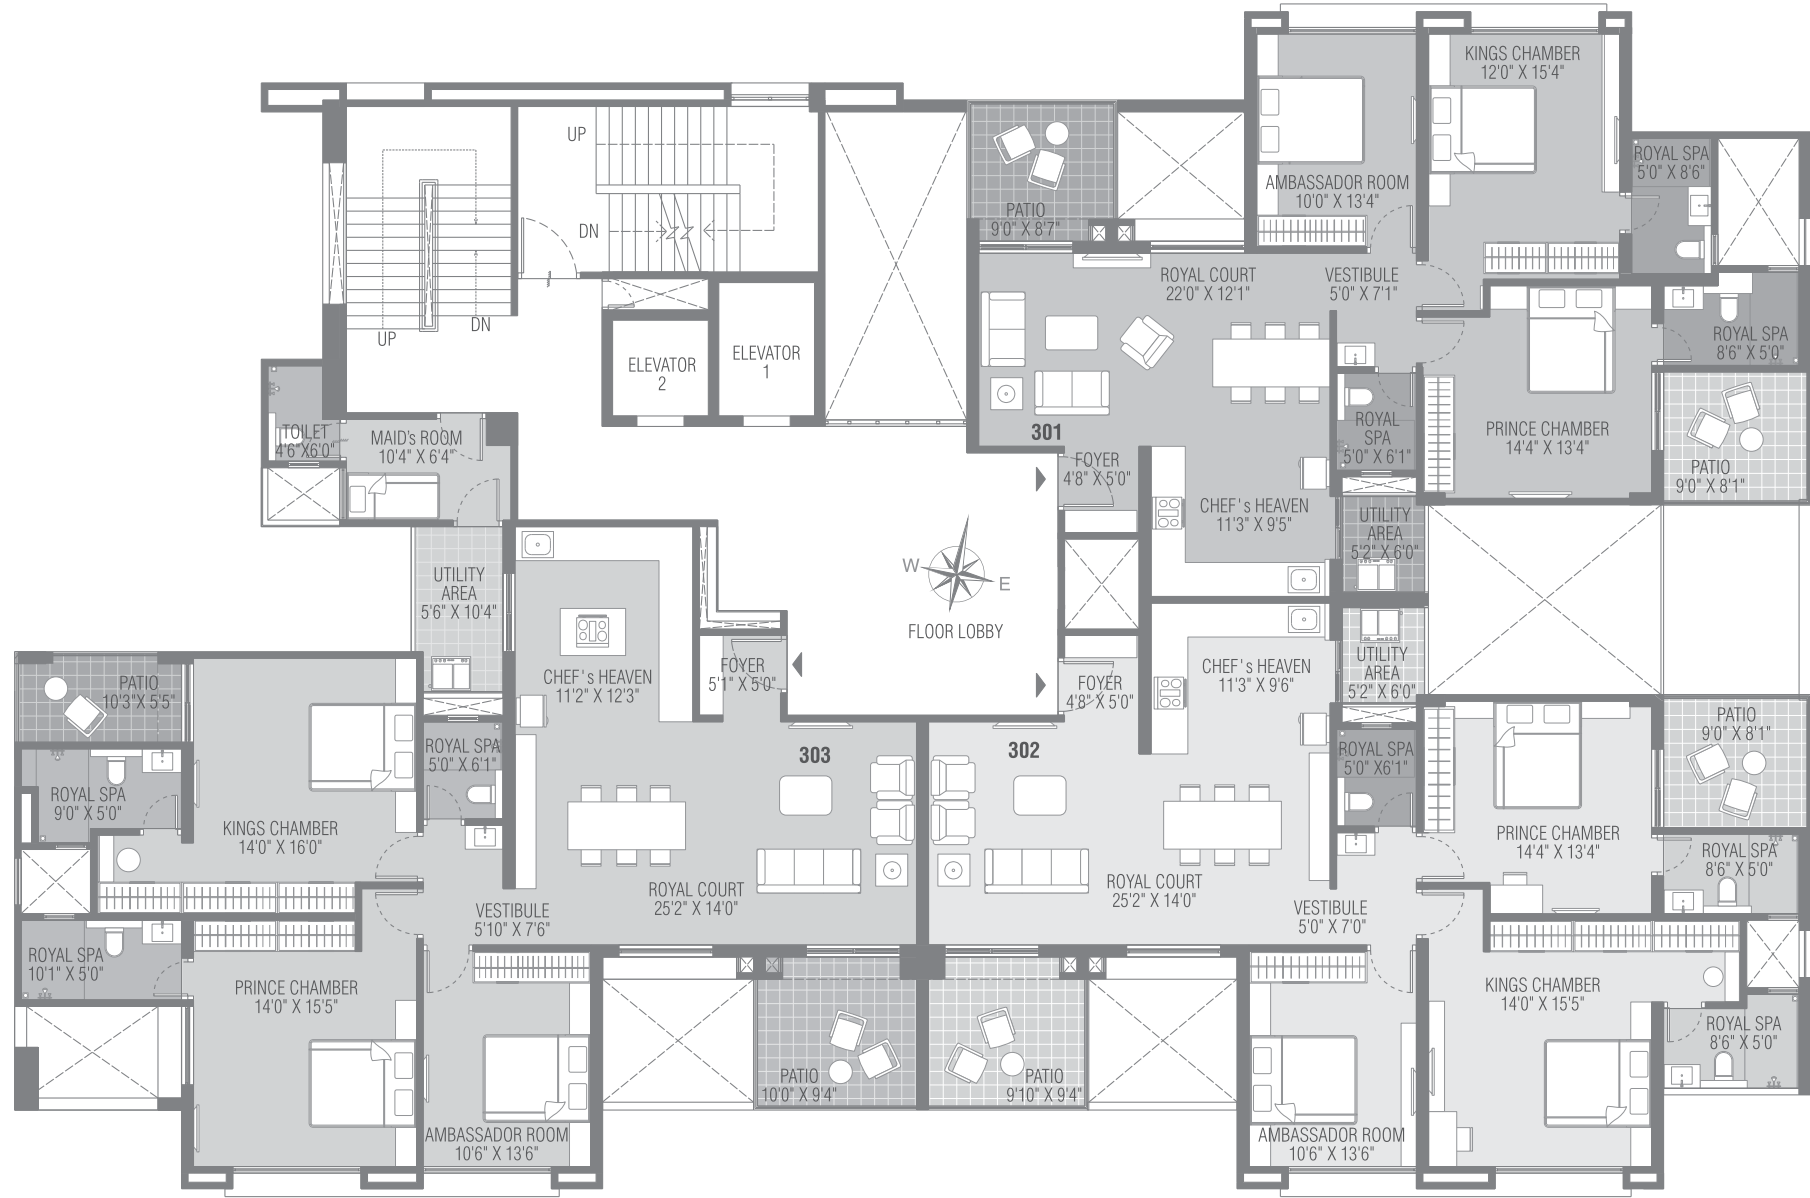 UP
DN
UP
DN
ELEVATOR
2
ELEVATOR
1
PATIO
9'0" X 8'7"
AMBASSADOR ROOM
10'0" X 13'4"
KINGS CHAMBER
12'0" X 15'4"
ROYAL SPA
5'0" X 8'6"
ROYAL COURT
22'0" X 12'1"
VESTIBULE
5'0" X 7'1"
ROYAL SPA
8'6" X 5'0"
PRINCE CHAMBER
14'4" X 13'4"
PATIO
9'0" X 8'1"
301
FOYER
4'8" X 5'0"
ROYAL
SPA
5'0" X 6'1"
CHEF's HEAVEN
11'3" X 9'5"
UTILITY
AREA
5'2" X 6'0"
TOILET
4'6"X6'0"
MAID's ROOM
10'4" X 6'4"
UTILITY
AREA
5'6" X 10'4"
W
E
FLOOR LOBBY
CHEF's HEAVEN
11'2" X 12'3"
FOYER
5'1" X 5'0"
FOYER
4'8" X 5'0"
CHEF's HEAVEN
11'3" X 9'6"
UTILITY
AREA
5'2" X 6'0"
PATIO
10'3"X 5'5"
ROYAL SPA
9'0" X 5'0"
KINGS CHAMBER
14'0" X 16'0"
ROYAL SPA
5'0" X 6'1"
303
302
ROYAL SPA
5'0" X6'1"
PATIO
9'0" X 8'1"
PRINCE CHAMBER
14'4" X 13'4"
ROYAL SPA
8'6" X 5'0"
ROYAL COURT
25'2" X 14'0"
ROYAL COURT
25'2" X 14'0"
VESTIBULE
5'10" X 7'6"
VESTIBULE
5'0" X 7'0"
ROYAL SPA
10'1" X 5'0"
PRINCE CHAMBER
14'0" X 15'5"
KINGS CHAMBER
14'0" X 15'5"
ROYAL SPA
8'6" X 5'0"
PATIO
10'0" X 9'4"
PATIO
9'10" X 9'4"
AMBASSADOR ROOM
10'6" X 13'6"
AMBASSADOR ROOM
10'6" X 13'6"